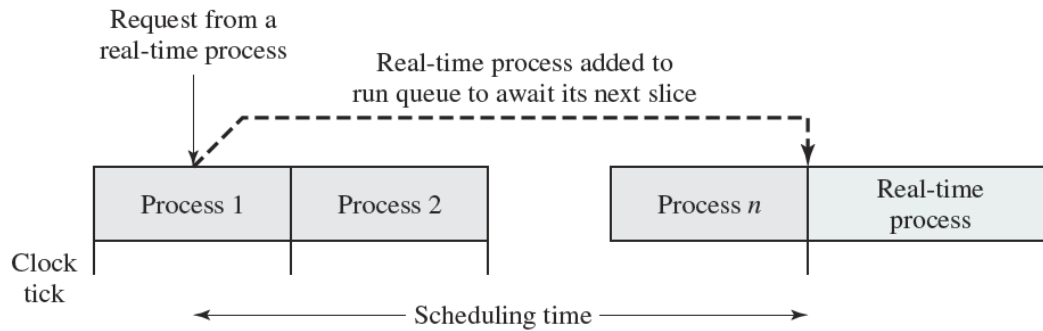 Request from a
real-time process
Real-time process added to
run queue to await its next slice
Process 1
Process 2
Process n
Real-time
process
Clock
tick
Scheduling time